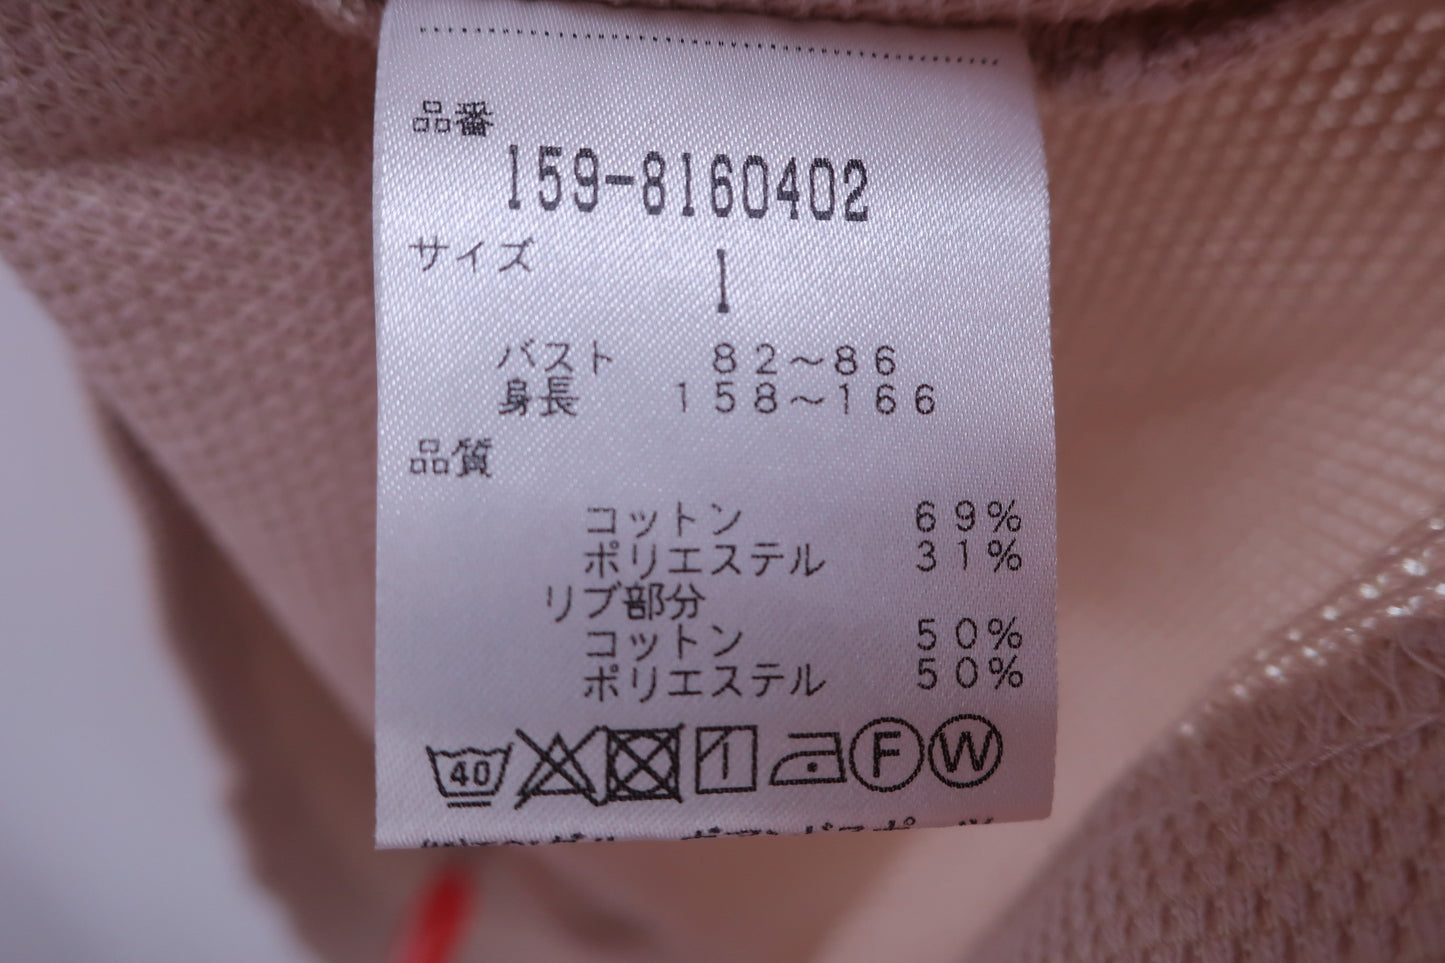 品番
159-8160402
サイズ 1
バスト 82～86
身長 158～166
品質
コットン 69%
ポリエステル 31%
リブ部分
コットン 50%
ポリエステル 50%
40 1 F W